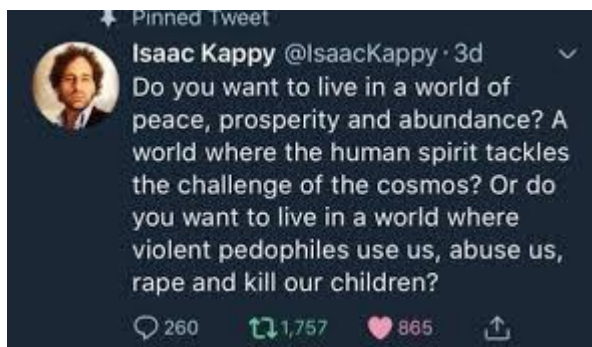 Pinned Tweet
Isaac Kappy @IsaacKappy · 3d
Do you want to live in a world of
peace, prosperity and abundance? A
world where the human spirit tackles
the challenge of the cosmos? Or do
you want to live in a world where
violent pedophiles use us, abuse us,
rape and kill our children?
260 1,757 865